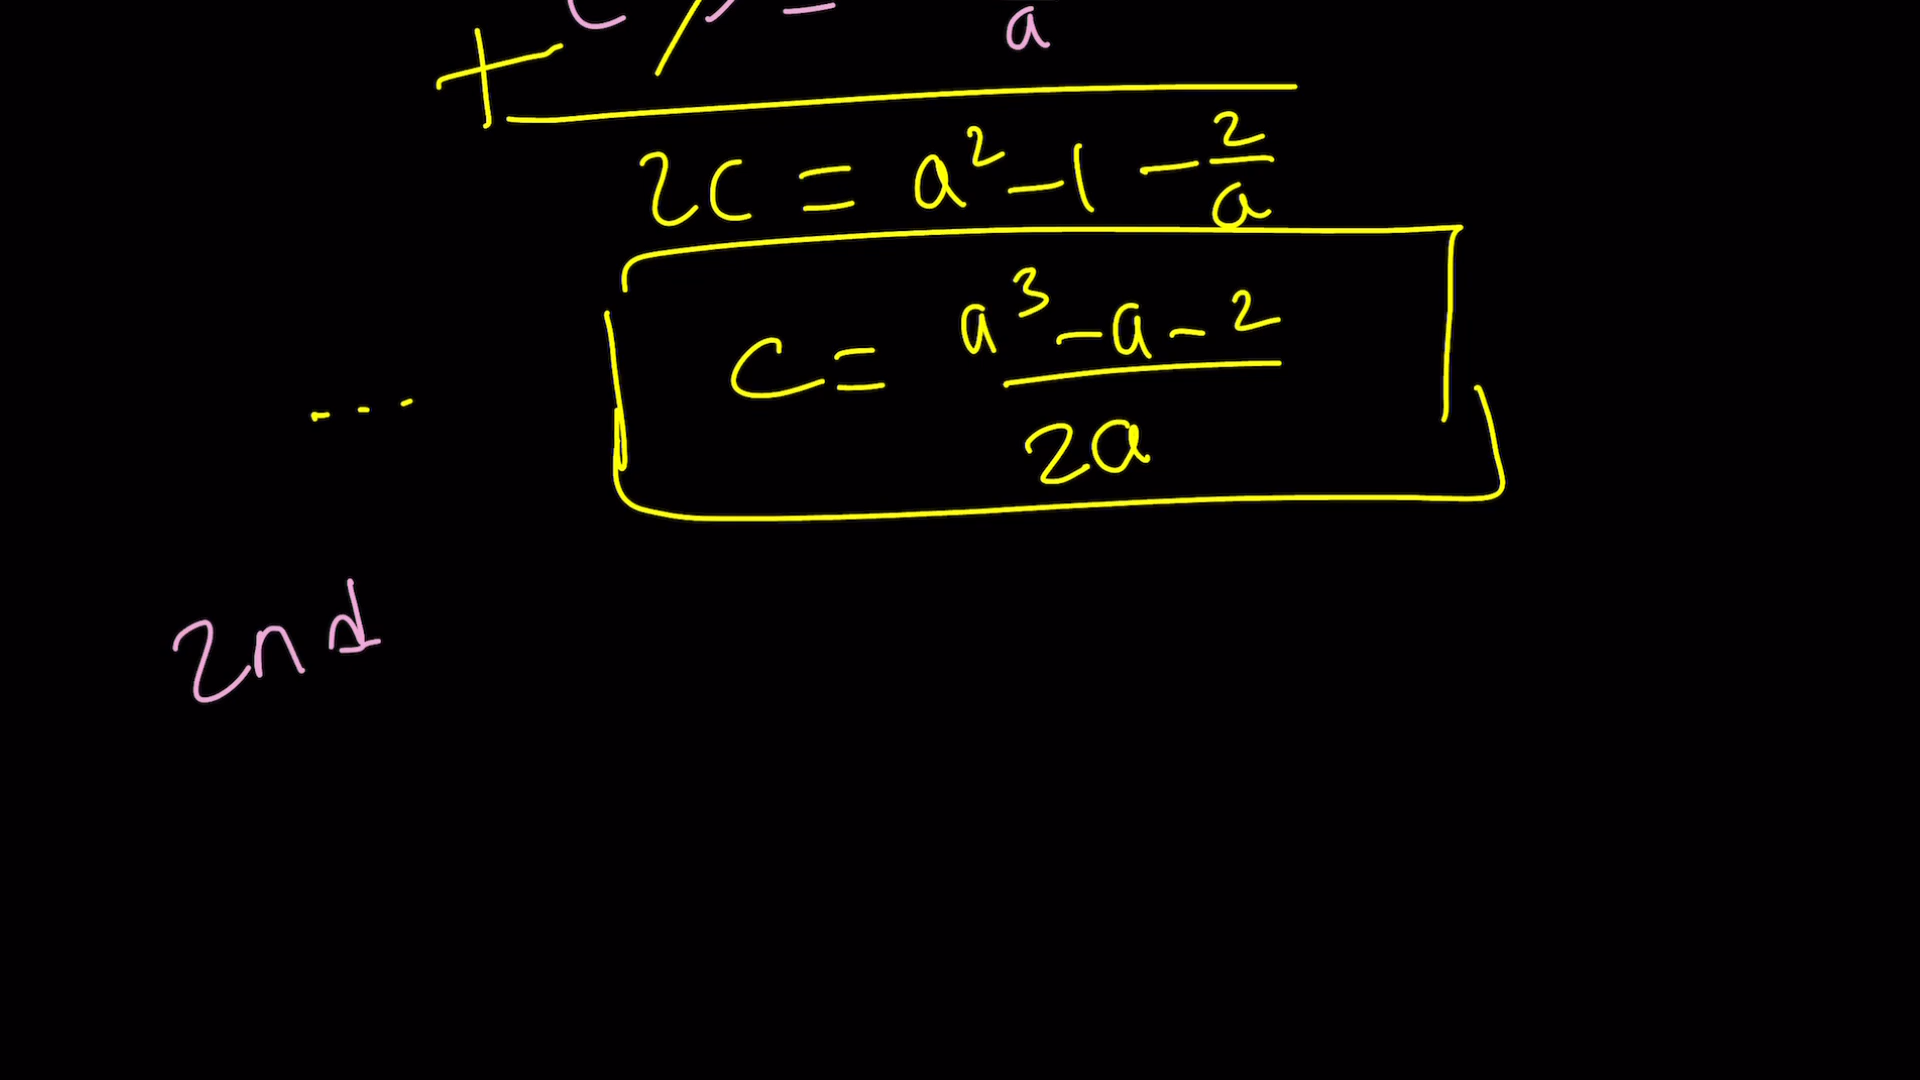 a
+
2c = a² - 1 - 2/a
c = (a³ - a - 2)/(2a)
...
2nd